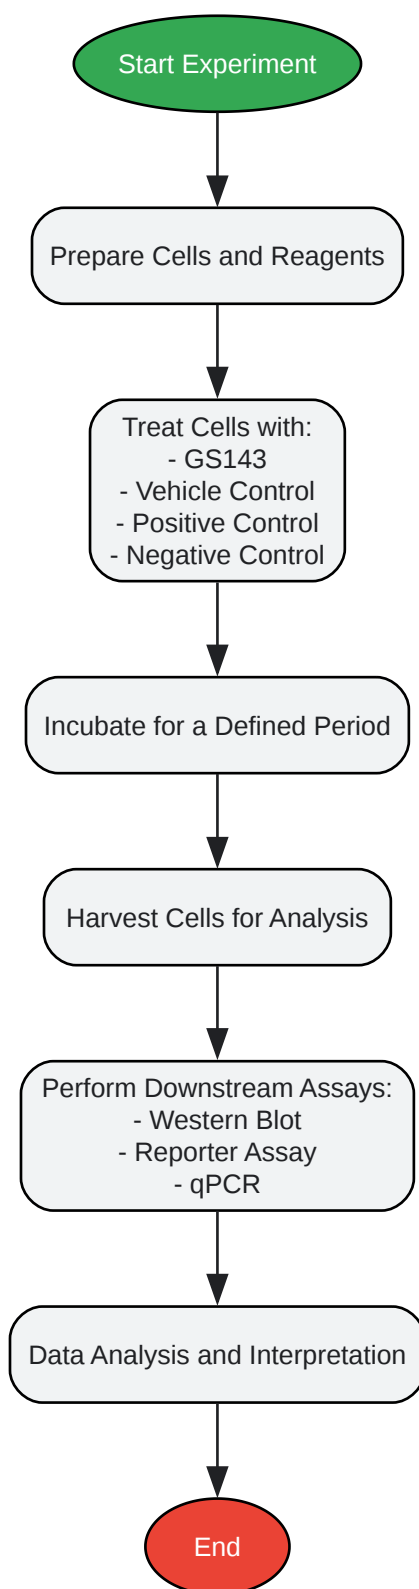 Start Experiment
Prepare Cells and Reagents
Treat Cells with:
- GS143
- Vehicle Control
- Positive Control
- Negative Control
Incubate for a Defined Period
Harvest Cells for Analysis
Perform Downstream Assays:
- Western Blot
- Reporter Assay
- qPCR
Data Analysis and Interpretation
End